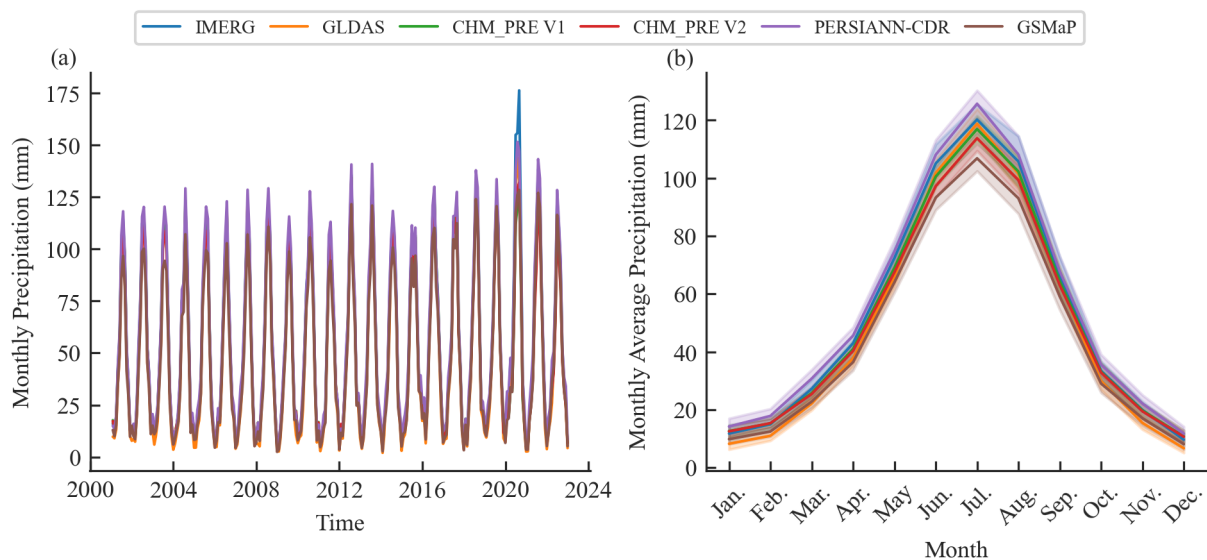 IMERG GLDAS CHM_PRE V1 CHM_PRE V2 PERSIANN-CDR GSMaP
(a)
Monthly Precipitation (mm)
175
150
125
100
75
50
25
0
2000 2004 2008 2012 2016 2020 2024
Time
(b)
Monthly Average Precipitation (mm)
120
100
80
60
40
20
0
Jan. Feb. Mar. Apr. May Jun. Jul. Aug. Sep. Oct. Nov. Dec.
Month